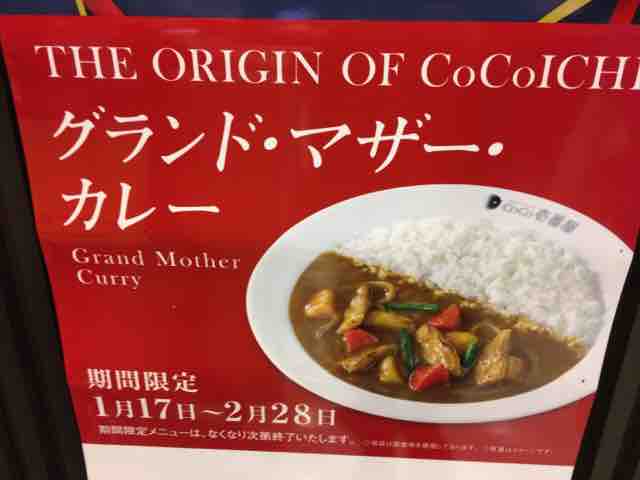 THE ORIGIN OF CoCoICHI
グランド・マザー・
カレー
Grand Mother
Curry
CoCo壱番屋
期間限定
1月17日～2月28日
期間限定メニューは、なくなり次第終了いたします。